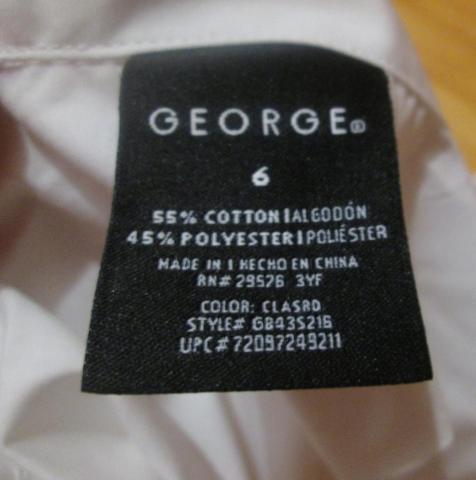 GEORGE®
6
55% COTTON|ALGODÓN
45% POLYESTER|POLIÉSTER
MADE IN | HECHO EN CHINA
RN# 29576 3YF
COLOR: CLASRD
STYLE# GB43S216
UPC# 72097249211